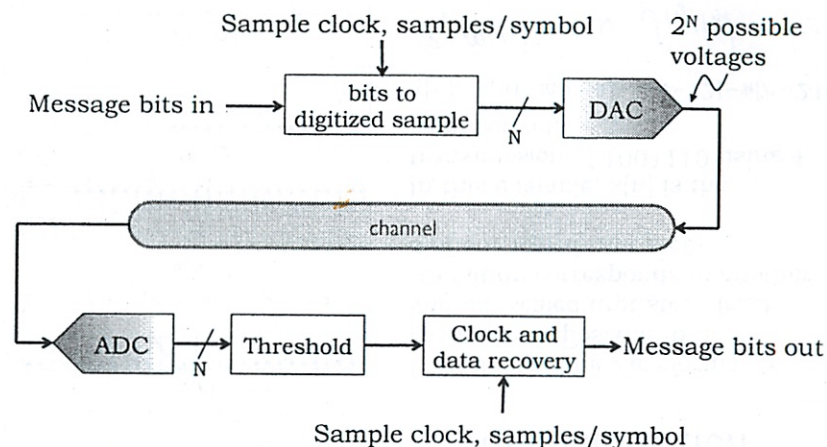 Sample clock, samples/symbol
2ᴺ possible
voltages
Message bits in
bits to
digitized sample
N
DAC
channel
ADC
N
Threshold
Clock and
data recovery
Message bits out
Sample clock, samples/symbol